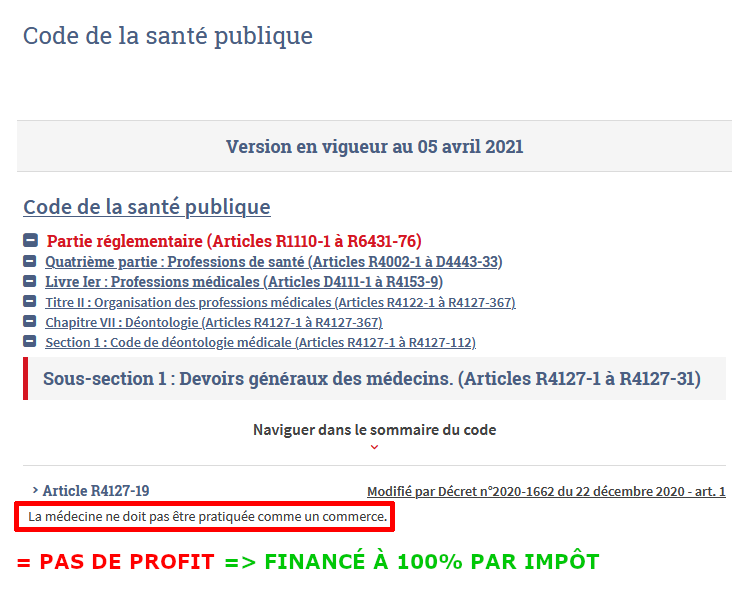 Code de la santé publique
Version en vigueur au 05 avril 2021
Code de la santé publique
Partie réglementaire (Articles R1110-1 à R6431-76)
Quatrième partie : Professions de santé (Articles R4002-1 à D4443-33)
Livre Ier : Professions médicales (Articles D4111-1 à R4153-9)
Titre II : Organisation des professions médicales (Articles R4122-1 à R4127-367)
Chapitre VII : Déontologie (Articles R4127-1 à R4127-367)
Section 1 : Code de déontologie médicale (Articles R4127-1 à R4127-112)
Sous-section 1 : Devoirs généraux des médecins. (Articles R4127-1 à R4127-31)
Naviguer dans le sommaire du code
> Article R4127-19 Modifié par Décret n°2020-1662 du 22 décembre 2020 - art. 1
La médecine ne doit pas être pratiquée comme un commerce.
= PAS DE PROFIT => FINANCÉ À 100% PAR IMPÔT